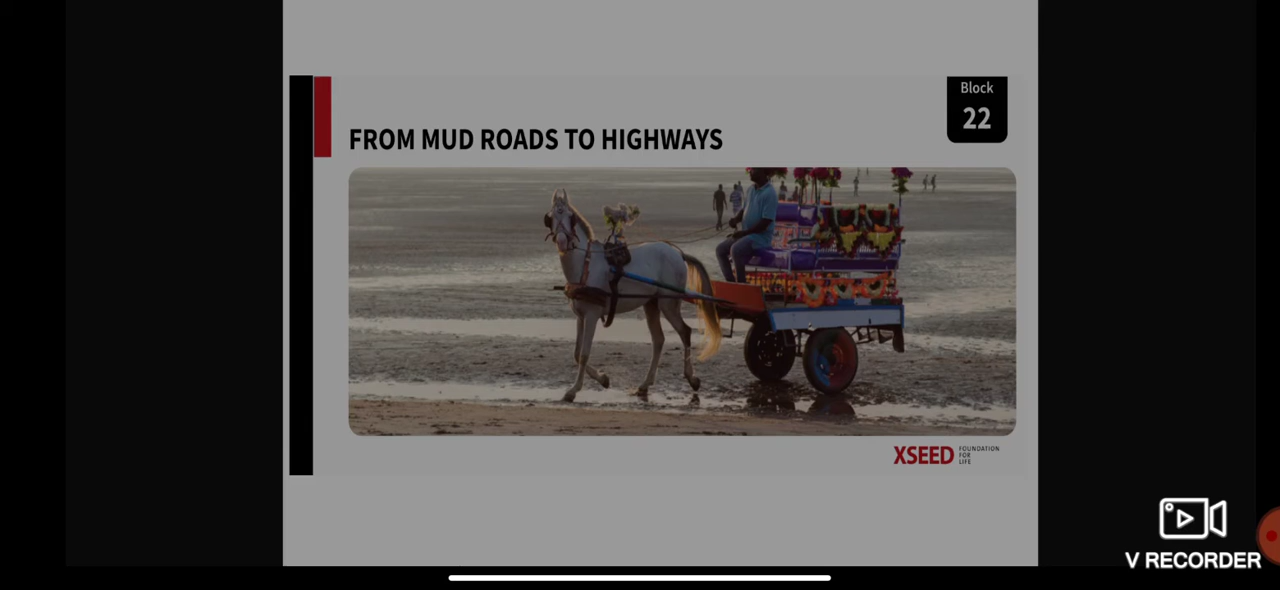 Block
22
FROM MUD ROADS TO HIGHWAYS
XSEED
FOUNDATION
FOR
LIFE
V RECORDER